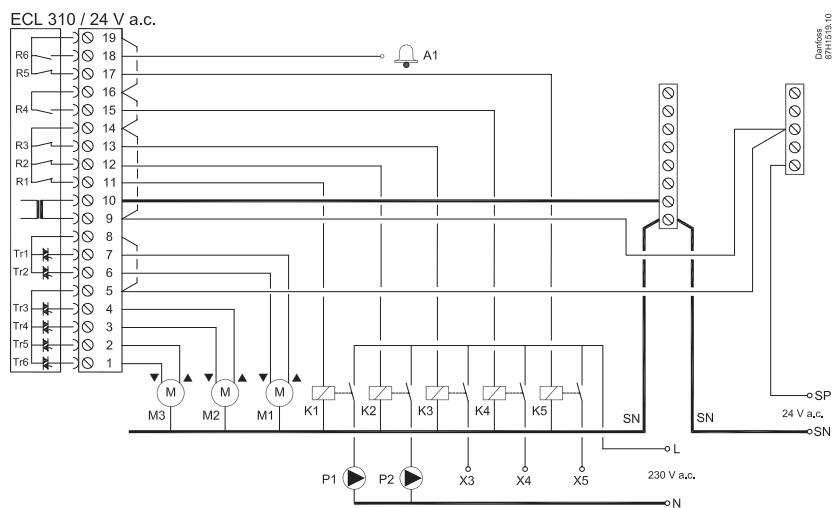 ECL 310 / 24 V a.c.
Danfoss
87H1519.10
19
R6 18 A1
R5 17
16
R4 15
14
R3 13
R2 12
R1 11
10
9
8
Tr1 7
Tr2 6
5
Tr3 4
Tr4 3
Tr5 2
Tr6 1
M M M
M3 M2 M1 K1 K2 K3 K4 K5
SP
24 V a.c.
SN SN SN
L
P1 P2 X3 X4 X5 230 V a.c.
N